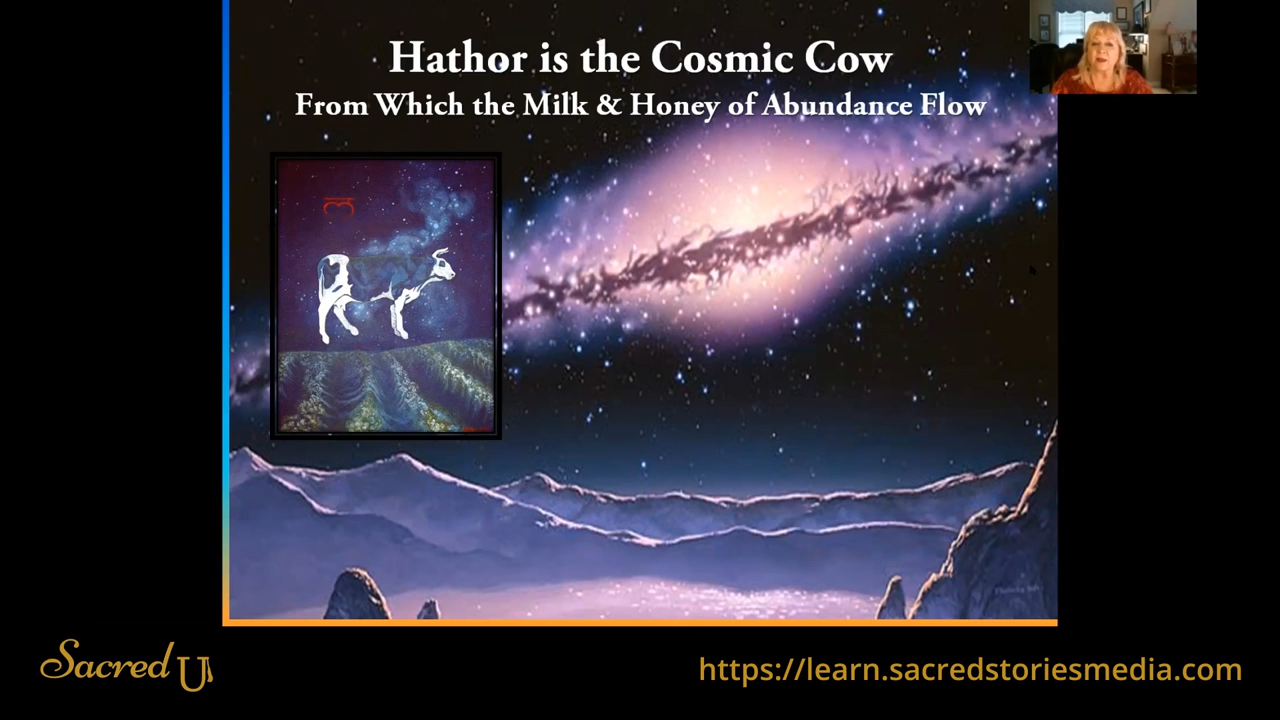 Hathor is the Cosmic Cow
From Which the Milk & Honey of Abundance Flow
Sacred U
https://learn.sacredstoriesmedia.com